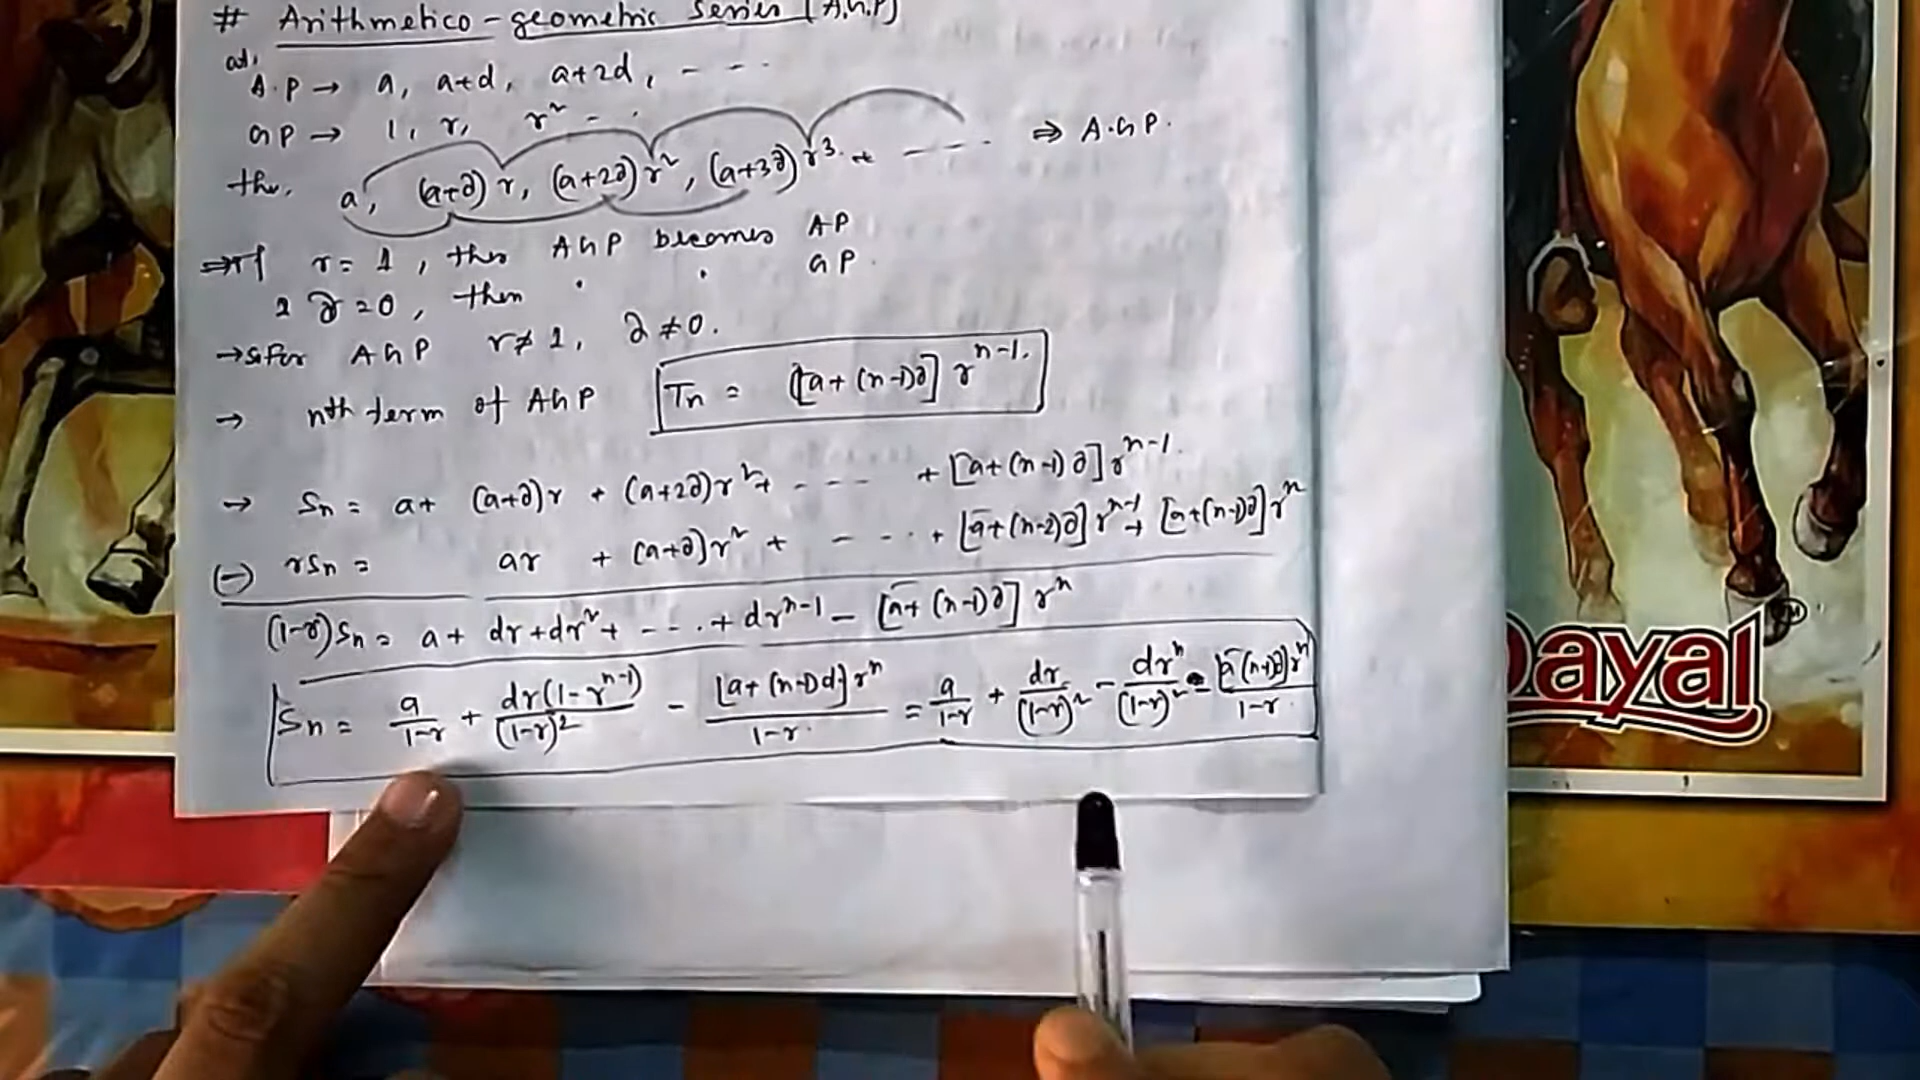 # Arithmetico-geometric Series (A.G.P)
A.P → a, a+d, a+2d, - - -
GP → 1, r, r² - -
the, a, (a+d) r, (a+2d) r², (a+3d) r³ + - - - - ⇒ A.G.P.
⇒ If r = 1, then AGP becomes AP
2 d = 0, then " " GP.
→ So for AGP r ≠ 1, d ≠ 0.
→ nth term of AGP Tn = [a + (n-1)d] r^{n-1}.
→ Sn = a + (a+d)r + (a+2d)r² + - - - - + [a + (n-1) d] r^{n-1}.
(-) rSn = ar + (a+d)r² + - - - - + [a + (n-2)d] r^{n-1} + [a+(n-1)d] r^n
(1-r)Sn = a + dr + dr² + - - - + dr^{n-1} - [a + (n-1)d] r^n
Sn = a/(1-r) + dr(1-r^{n-1})/(1-r)² - [a + (n-1)d] r^n/(1-r) = a/(1-r) + dr/(1-r)² - dr^n/(1-r)² - [a (n-1)d] r^n/(1-r)
payal